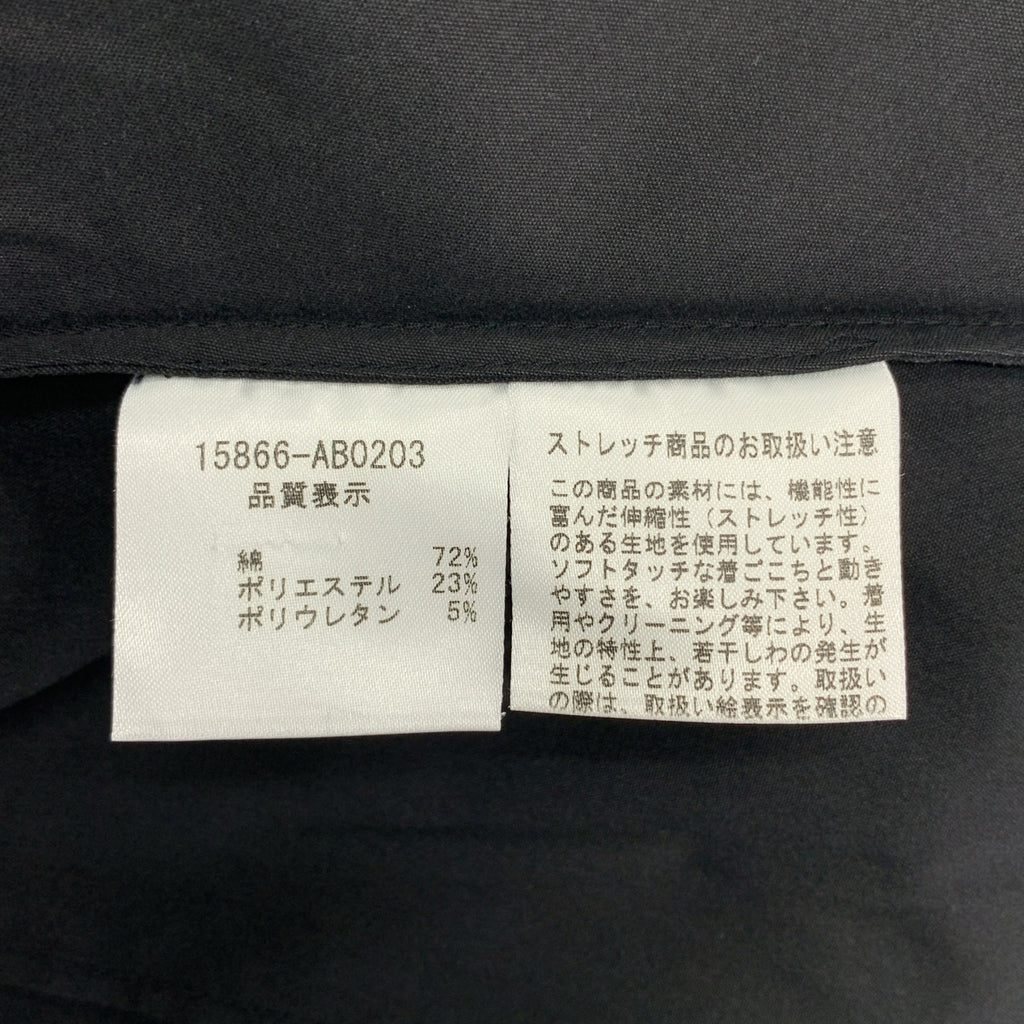 15866-AB0203
品質表示
綿 72%
ポリエステル 23%
ポリウレタン 5%
ストレッチ商品のお取扱い注意
この商品の素材には、機能性に
富んだ伸縮性（ストレッチ性）
のある生地を使用しています。
ソフトタッチな着ごこちと動き
やすさを、お楽しみ下さい。着
用やクリーニング等により、生
地の特性上、若干しわの発生が
生じることがあります。取扱い
の際は、取扱い絵表示を確認の